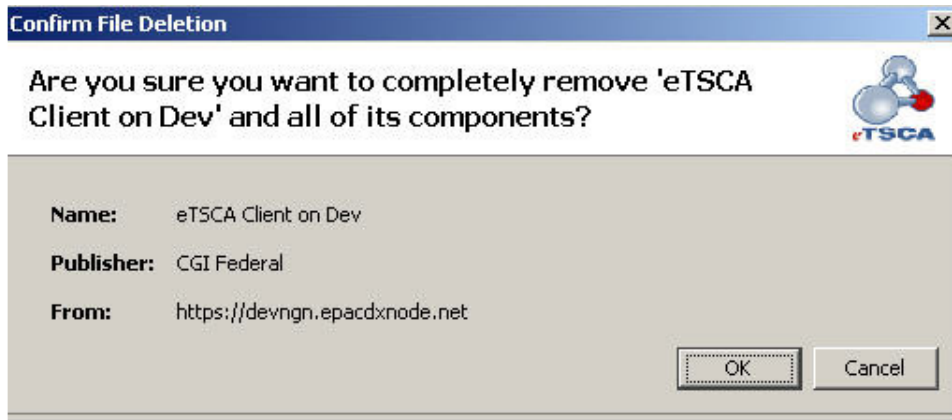 Confirm File Deletion
Are you sure you want to completely remove 'eTSCA
Client on Dev' and all of its components?
eTSCA
Name: eTSCA Client on Dev
Publisher: CGI Federal
From: https://devngn.epacdxnode.net
OK Cancel